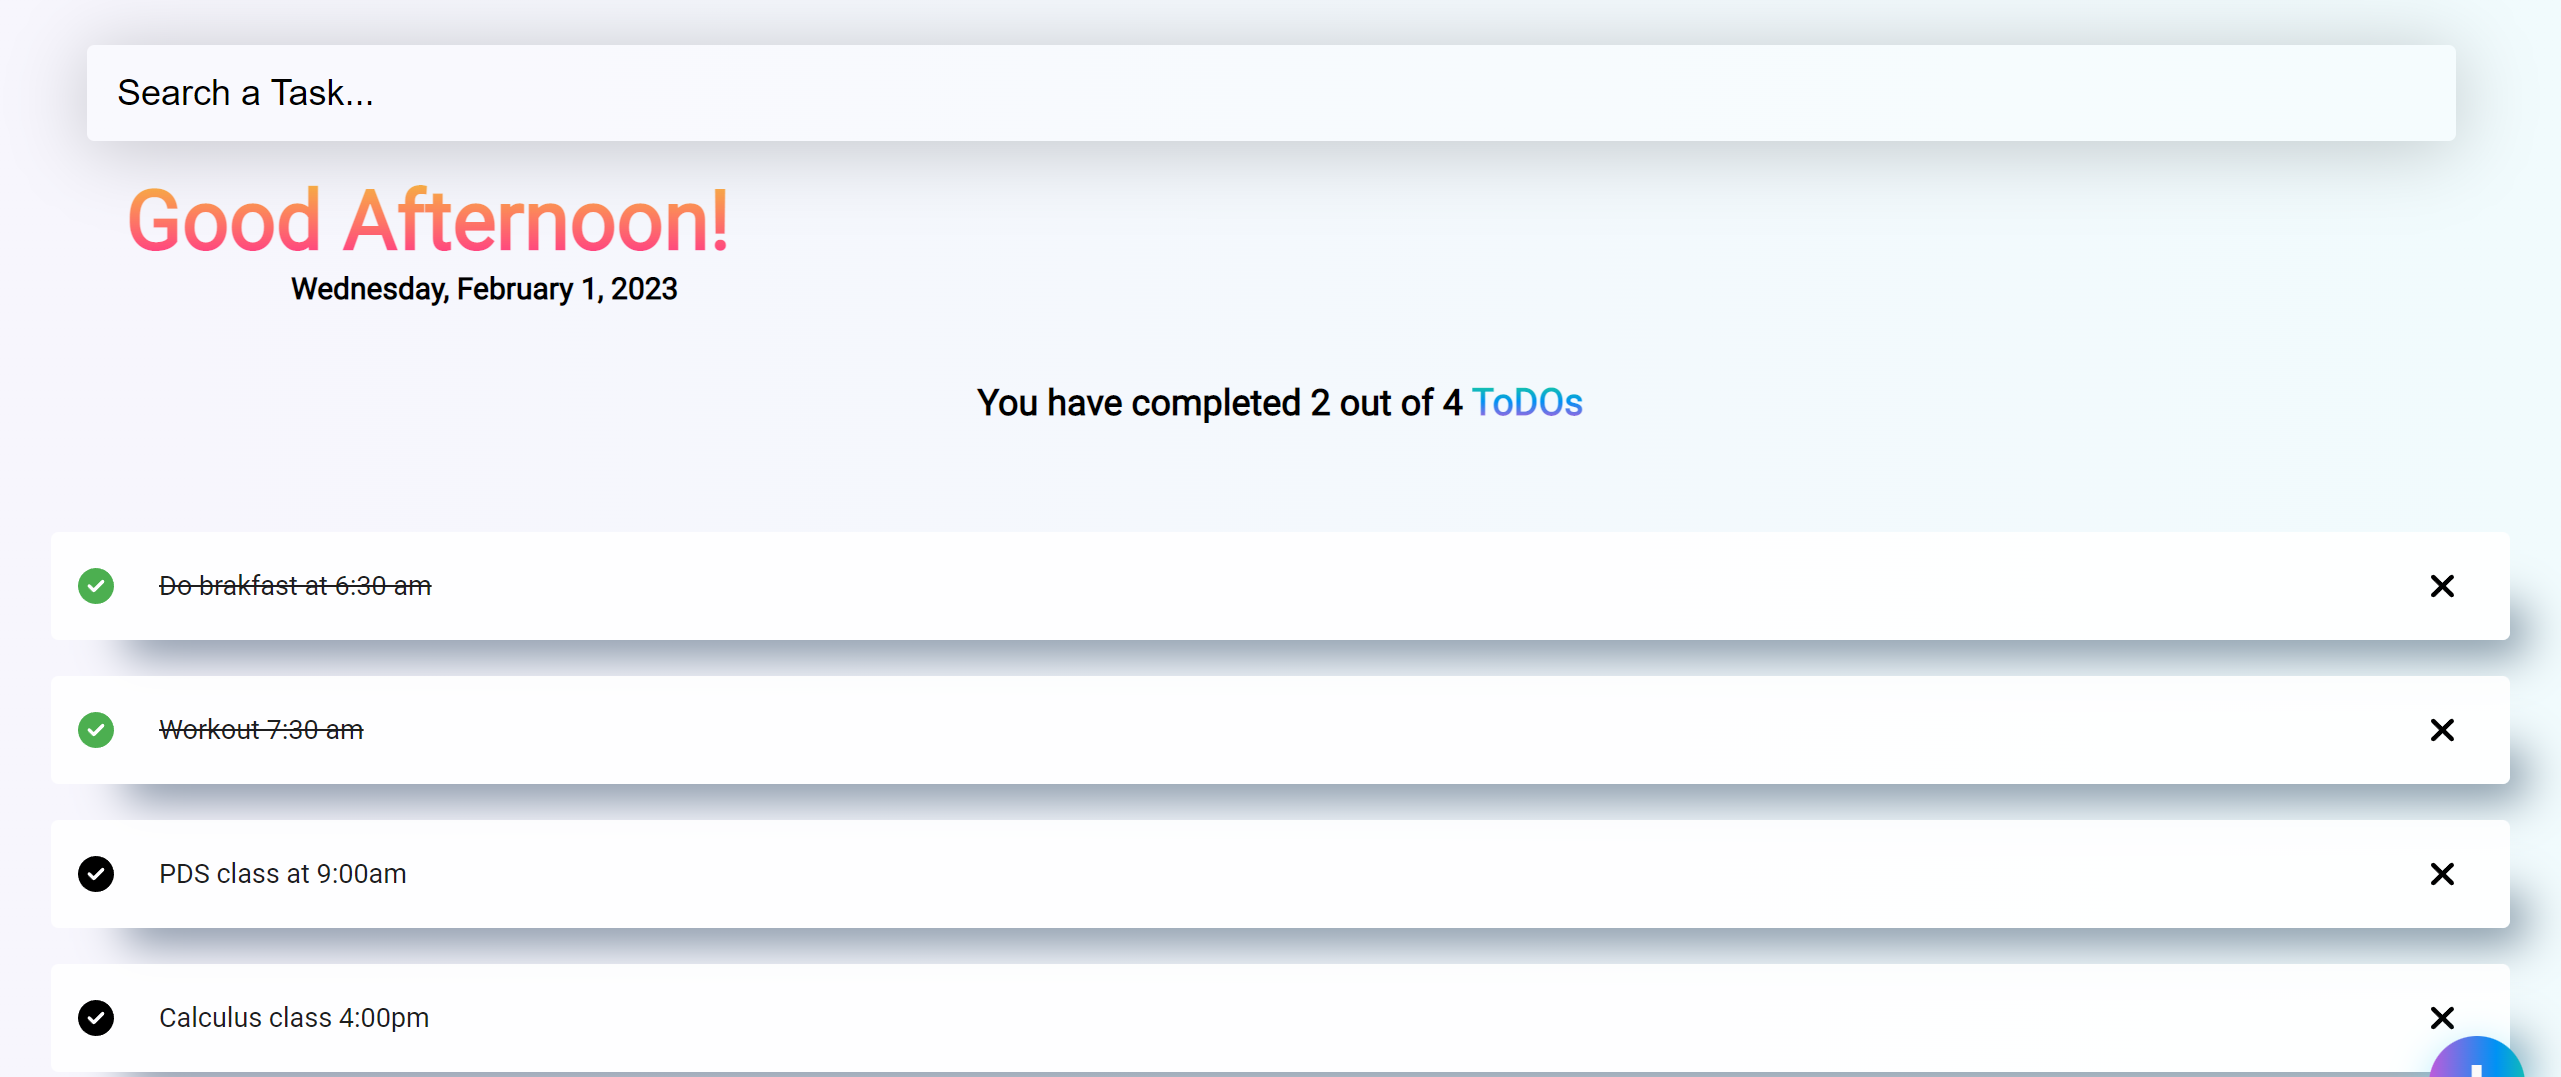 Search a Task...
Good Afternoon!
Wednesday, February 1, 2023
You have completed 2 out of 4 ToDOs
Do brakfast at 6:30 am
Workout 7:30 am
PDS class at 9:00am
Calculus class 4:00pm